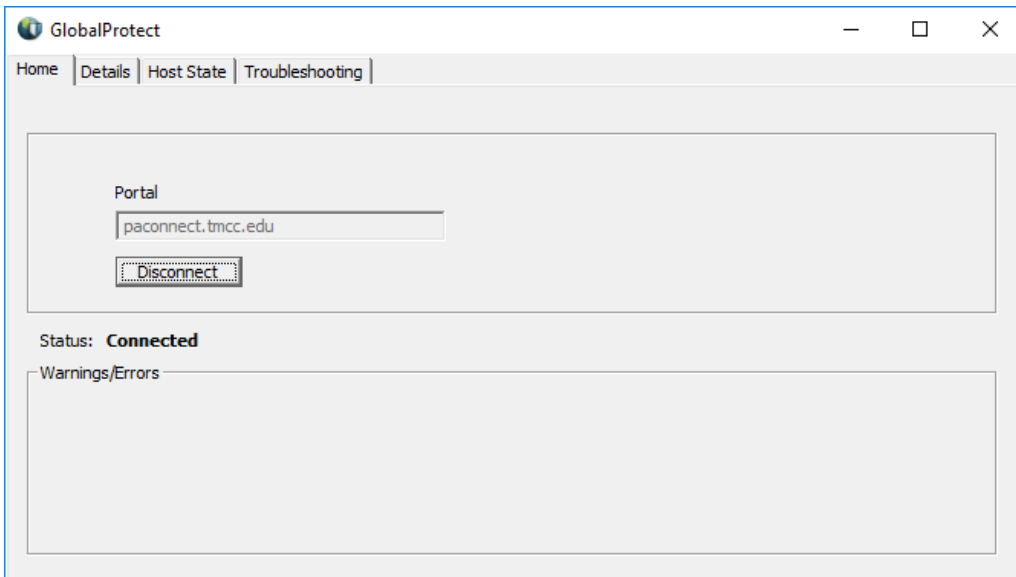 GlobalProtect
Home Details Host State Troubleshooting
Portal
paconnect.tmcc.edu
Disconnect
Status: Connected
Warnings/Errors